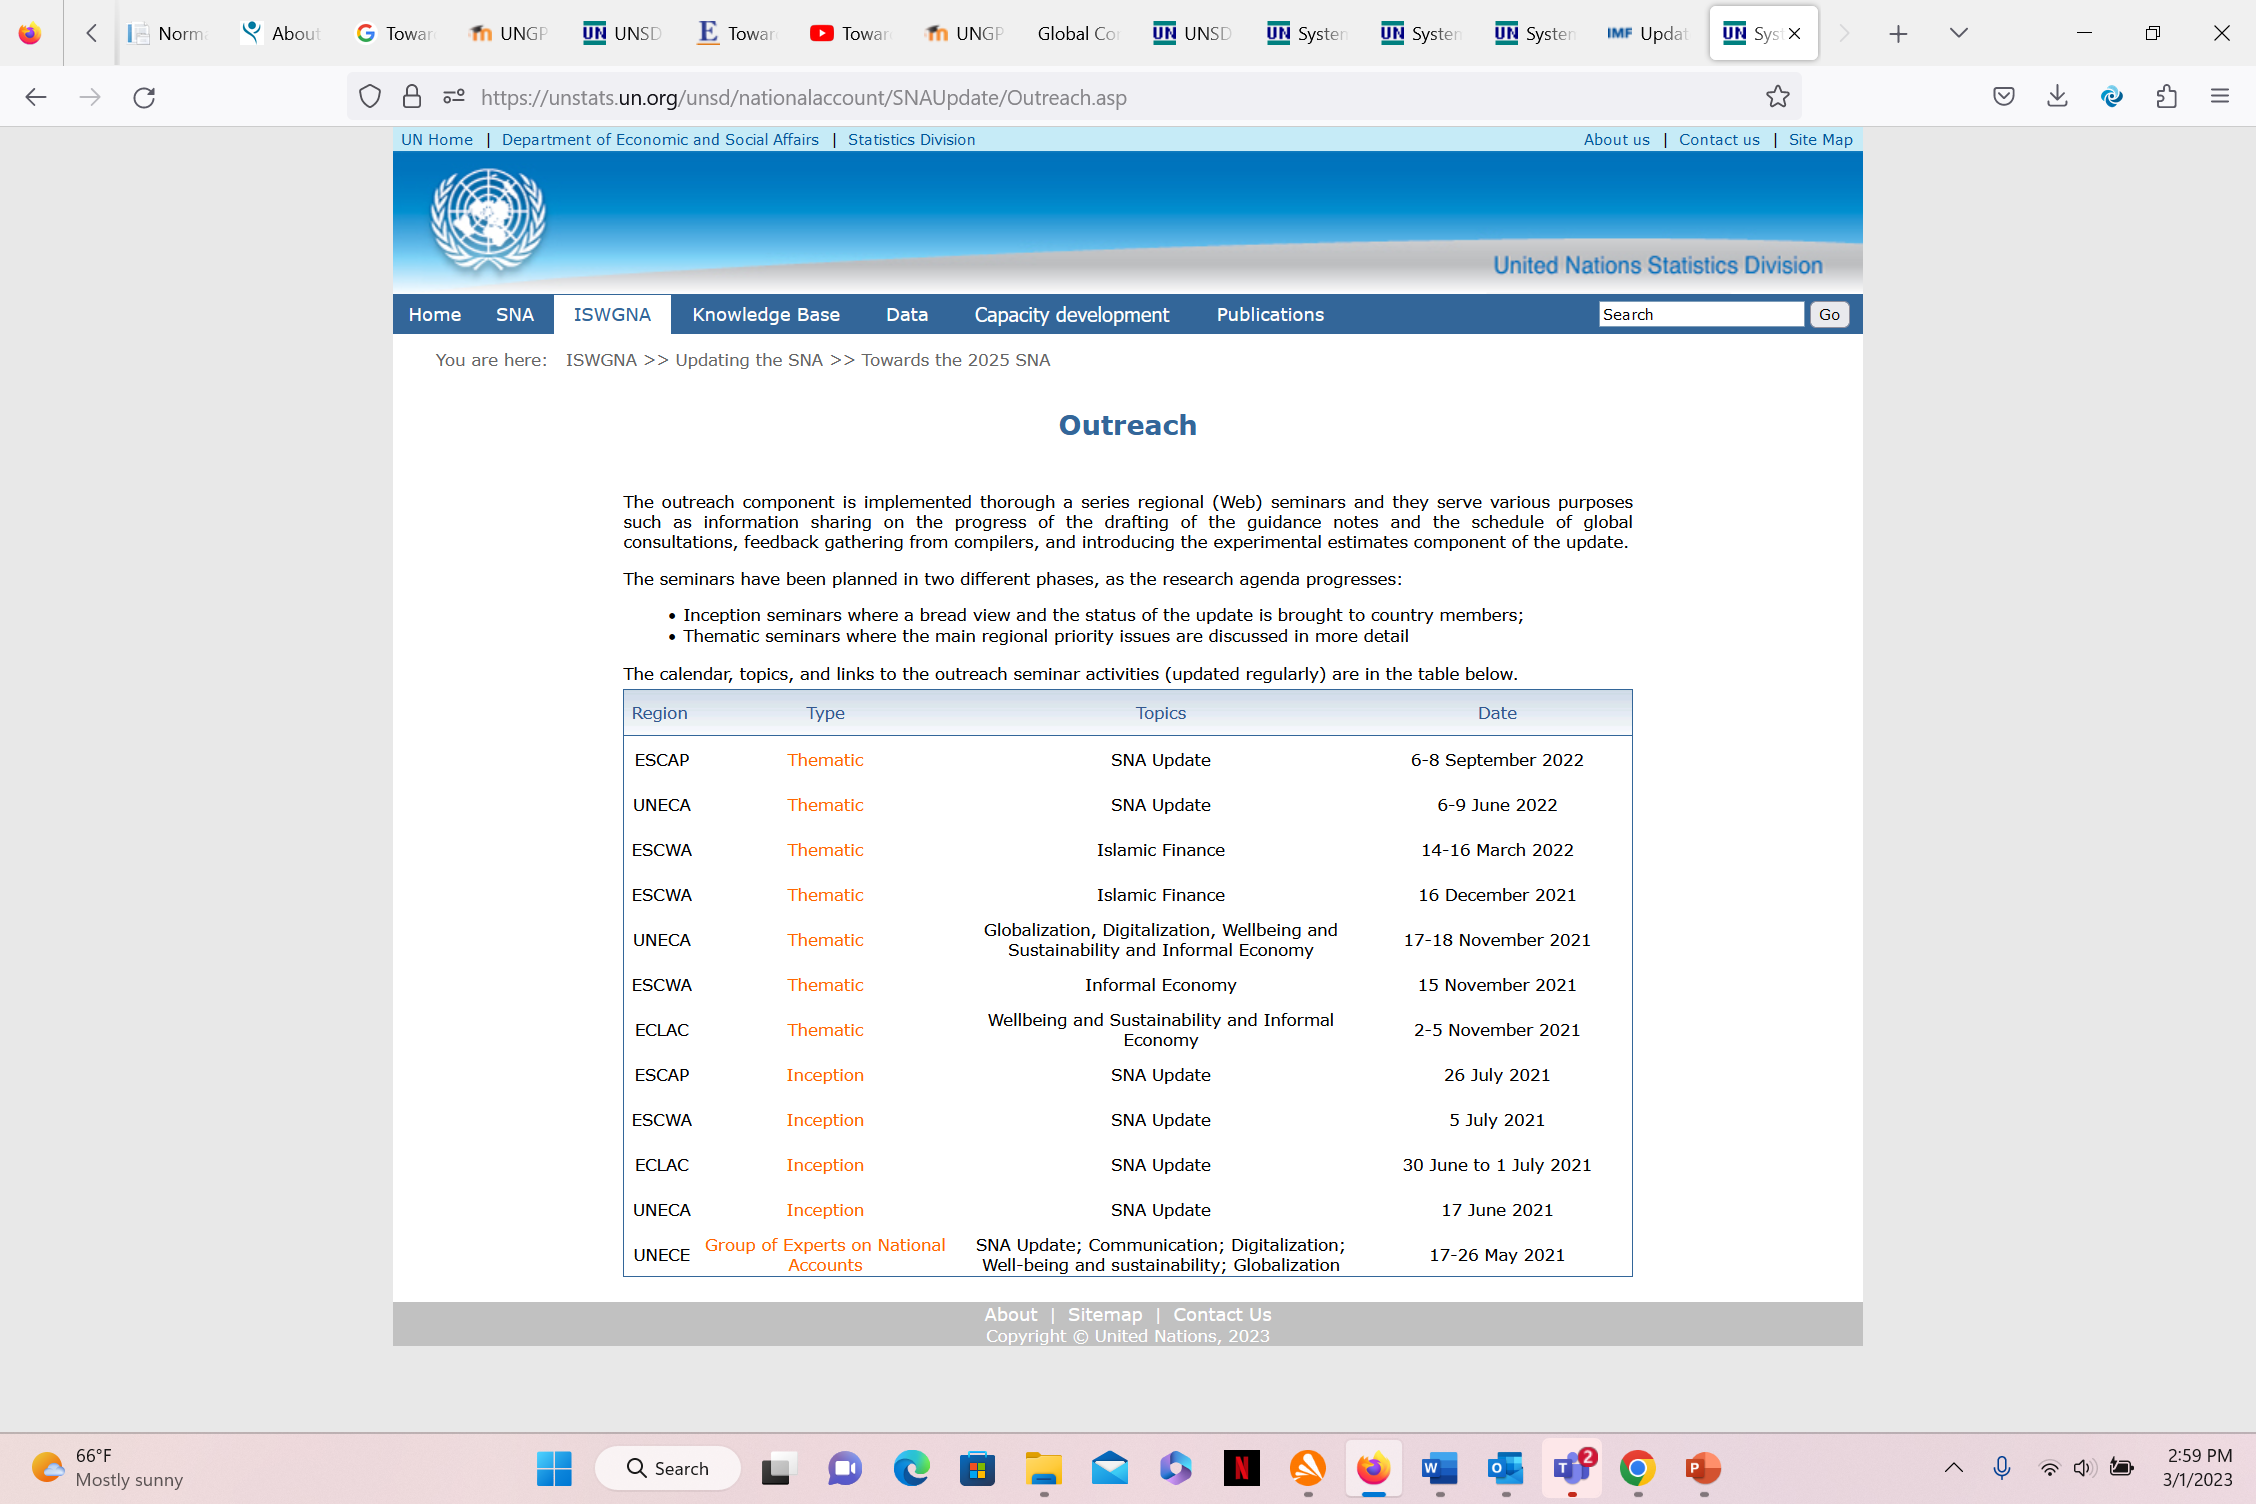 Norm
About
Towar
UNGP
UNSD
Towar
Towar
UNGP
Global Co
UNSD
System
System
System
IMF Updat
Syst
https://unstats.un.org/unsd/nationalaccount/SNAUpdate/Outreach.asp
UN Home | Department of Economic and Social Affairs | Statistics Division
About us | Contact us | Site Map
United Nations Statistics Division
Home SNA ISWGNA Knowledge Base Data Capacity development Publications Search Go
You are here: ISWGNA >> Updating the SNA >> Towards the 2025 SNA
Outreach
The outreach component is implemented thorough a series regional (Web) seminars and they serve various purposes
such as information sharing on the progress of the drafting of the guidance notes and the schedule of global
consultations, feedback gathering from compilers, and introducing the experimental estimates component of the update.
The seminars have been planned in two different phases, as the research agenda progresses:
• Inception seminars where a bread view and the status of the update is brought to country members;
• Thematic seminars where the main regional priority issues are discussed in more detail
The calendar, topics, and links to the outreach seminar activities (updated regularly) are in the table below.
Region Type Topics Date
ESCAP Thematic SNA Update 6-8 September 2022
UNECA Thematic SNA Update 6-9 June 2022
ESCWA Thematic Islamic Finance 14-16 March 2022
ESCWA Thematic Islamic Finance 16 December 2021
UNECA Thematic Globalization, Digitalization, Wellbeing and
Sustainability and Informal Economy 17-18 November 2021
ESCWA Thematic Informal Economy 15 November 2021
ECLAC Thematic Wellbeing and Sustainability and Informal
Economy 2-5 November 2021
ESCAP Inception SNA Update 26 July 2021
ESCWA Inception SNA Update 5 July 2021
ECLAC Inception SNA Update 30 June to 1 July 2021
UNECA Inception SNA Update 17 June 2021
UNECE Group of Experts on National
Accounts SNA Update; Communication; Digitalization;
Well-being and sustainability; Globalization 17-26 May 2021
About | Sitemap | Contact Us
Copyright © United Nations, 2023
66°F
Mostly sunny
Search
2
2:59 PM
3/1/2023